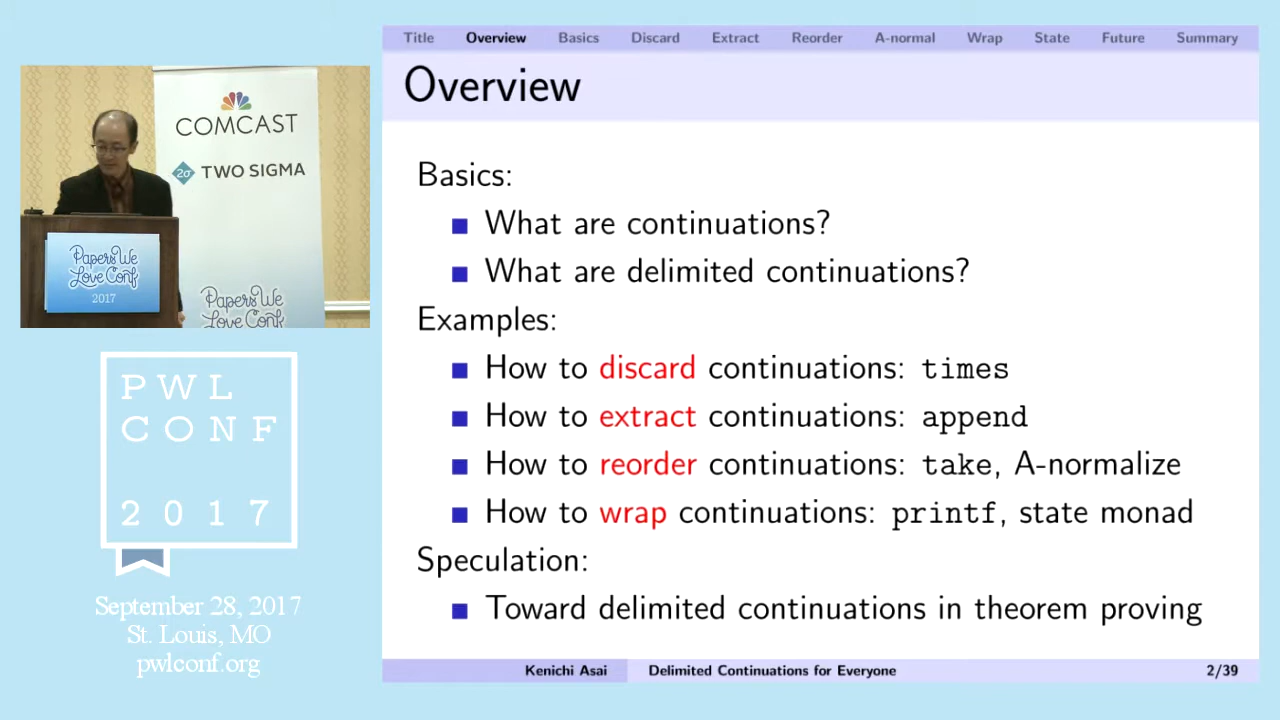 Title Overview Basics Discard Extract Reorder A-normal Wrap State Future Summary
Overview
Basics:
What are continuations?
What are delimited continuations?
Examples:
How to discard continuations: times
How to extract continuations: append
How to reorder continuations: take, A-normalize
How to wrap continuations: printf, state monad
Speculation:
Toward delimited continuations in theorem proving
Kenichi Asai Delimited Continuations for Everyone 2/39
COMCAST
2σ TWO SIGMA
Papers We
Love Conf
2017
Papers We
Love Conf
PWL
CONF
2017
September 28, 2017
St. Louis, MO
pwlconf.org